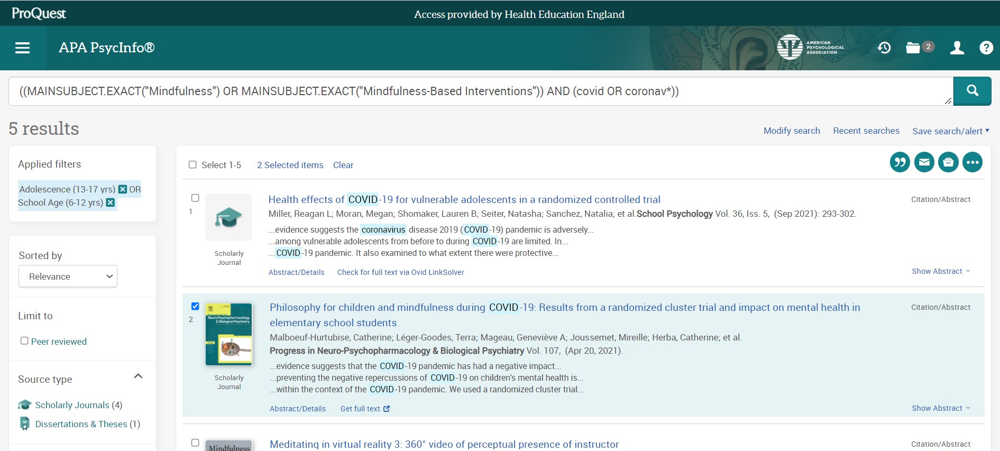 ProQuest
Access provided by Health Education England
APA PsycInfo®
AMERICAN
PSYCHOLOGICAL
ASSOCIATION
2
?
((MAINSUBJECT.EXACT("Mindfulness") OR MAINSUBJECT.EXACT("Mindfulness-Based Interventions")) AND (covid OR coronav*))
5 results
Modify search
Recent searches
Save search/alert
Applied filters
Adolescence (13-17 yrs) OR
School Age (6-12 yrs)
Sorted by
Relevance
Limit to
Peer reviewed
Source type
Scholarly Journals (4)
Dissertations & Theses (1)
Select 1-5
2 Selected items
Clear
1
Scholarly
Journal
Health effects of COVID-19 for vulnerable adolescents in a randomized controlled trial
Citation/Abstract
Miller, Reagan L; Moran, Megan; Shomaker, Lauren B; Seiter, Natasha; Sanchez, Natalia; et al.School Psychology Vol. 36, Iss. 5, (Sep 2021): 293-302.
...evidence suggests the coronavirus disease 2019 (COVID-19) pandemic is adversely...
...among vulnerable adolescents from before to during COVID-19 are limited. In...
...COVID-19 pandemic. It also examined to what extent there were protective...
Abstract/Details
Check for full text via Ovid LinkSolver
Show Abstract
2
Neuro-Psychopharmacology
& Biological Psychiatry
Scholarly
Journal
Philosophy for children and mindfulness during COVID-19: Results from a randomized cluster trial and impact on mental health in
elementary school students
Citation/Abstract
Malboeuf-Hurtubise, Catherine; Léger-Goodes, Terra; Mageau, Geneviève A; Joussemet, Mireille; Herba, Catherine; et al.
Progress in Neuro-Psychopharmacology & Biological Psychiatry Vol. 107, (Apr 20, 2021).
...evidence suggests that the COVID-19 pandemic has had a negative impact...
...preventing the negative repercussions of COVID-19 on children's mental health is...
...within the context of the COVID-19 pandemic. We used a randomized cluster trial...
Abstract/Details
Get full text
Show Abstract
Mindfulness
Meditating in virtual reality 3: 360° video of perceptual presence of instructor
Citation/Abstract